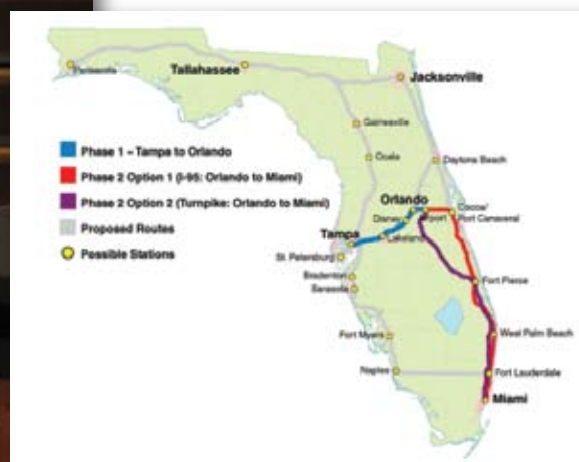 Pensacola
Tallahassee
Jacksonville
Gainesville
Ocala
Daytona Beach
Phase 1 – Tampa to Orlando
Phase 2 Option 1 (I-95: Orlando to Miami)
Phase 2 Option 2 (Turnpike: Orlando to Miami)
Proposed Routes
Possible Stations
Orlando
Disney
Airport
Cocoa/
Port Canaveral
Tampa
Lakeland
St. Petersburg
Bradenton
Sarasota
Fort Pierce
Fort Myers
West Palm Beach
Naples
Fort Lauderdale
Miami